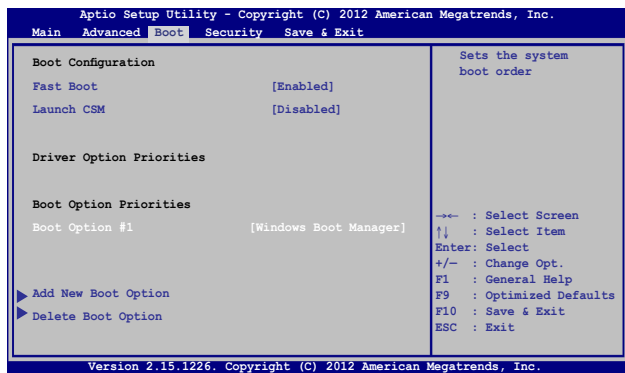 Aptio Setup Utility - Copyright (C) 2012 American Megatrends, Inc.
Main Advanced Boot Security Save & Exit
Boot Configuration
Fast Boot [Enabled]
Launch CSM [Disabled]
Driver Option Priorities
Boot Option Priorities
Boot Option #1 [Windows Boot Manager]
Add New Boot Option
Delete Boot Option
Sets the system
boot order
→← : Select Screen
↑↓ : Select Item
Enter: Select
+/— : Change Opt.
F1 : General Help
F9 : Optimized Defaults
F10 : Save & Exit
ESC : Exit
Version 2.15.1226. Copyright (C) 2012 American Megatrends, Inc.